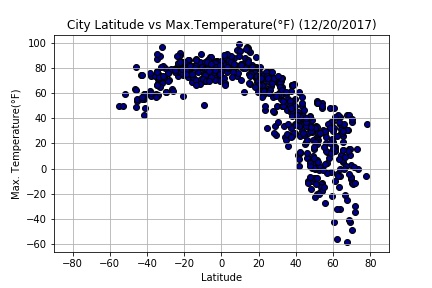 City Latitude vs Max.Temperature(°F) (12/20/2017)
Max. Temperature(°F)
100
80
60
40
20
0
−20
−40
−60
−80 −60 −40 −20 0 20 40 60 80
Latitude